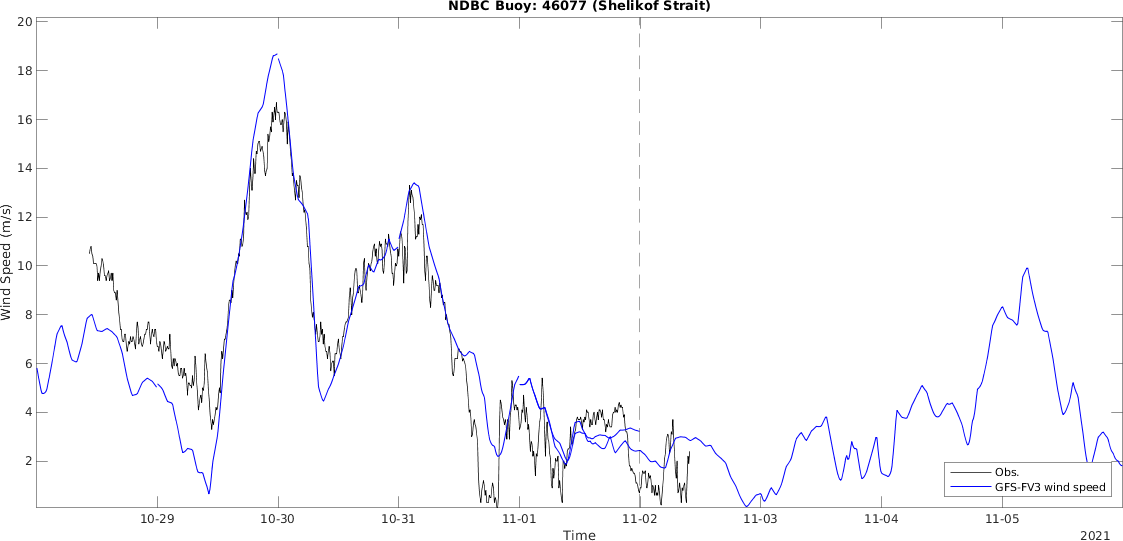 NDBC Buoy: 46077 (Shelikof Strait)
20
18
16
14
12
10
8
6
4
2
Wind Speed (m/s)
10-29 10-30 10-31 11-01 11-02 11-03 11-04 11-05
Time
2021
Obs.
GFS-FV3 wind speed